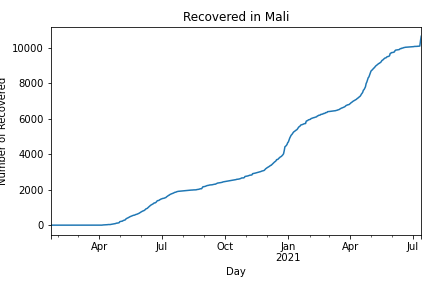 Recovered in Mali
10000
8000
6000
4000
2000
0
Number of Recovered
Apr
Jul
Oct
Jan
2021
Apr
Jul
Day